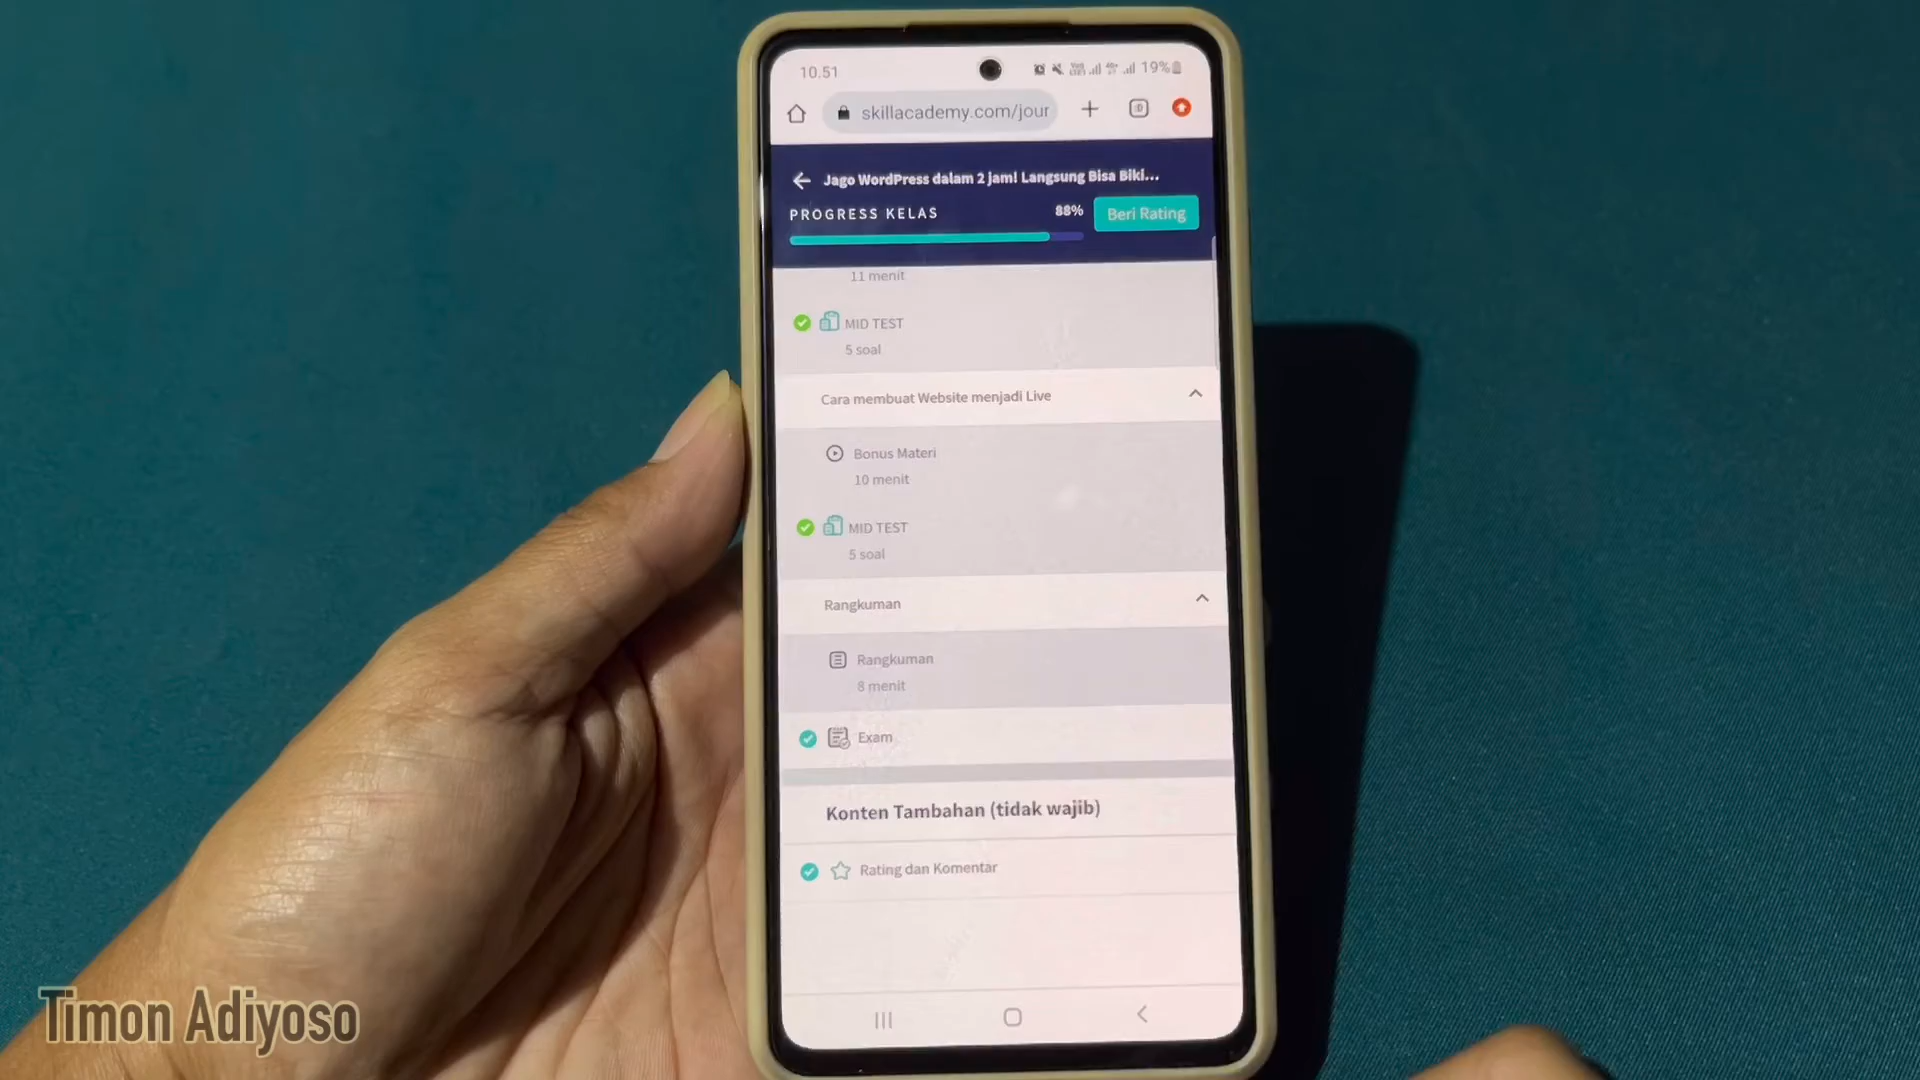 10.51
19%
skillacademy.com/jour
:D
Jago WordPress dalam 2 jam! Langsung Bisa Biki...
PROGRESS KELAS
88%
Beri Rating
11 menit
MID TEST
5 soal
Cara membuat Website menjadi Live
Bonus Materi
10 menit
MID TEST
5 soal
Rangkuman
Rangkuman
8 menit
Exam
Konten Tambahan (tidak wajib)
Rating dan Komentar
Timon Adiyoso